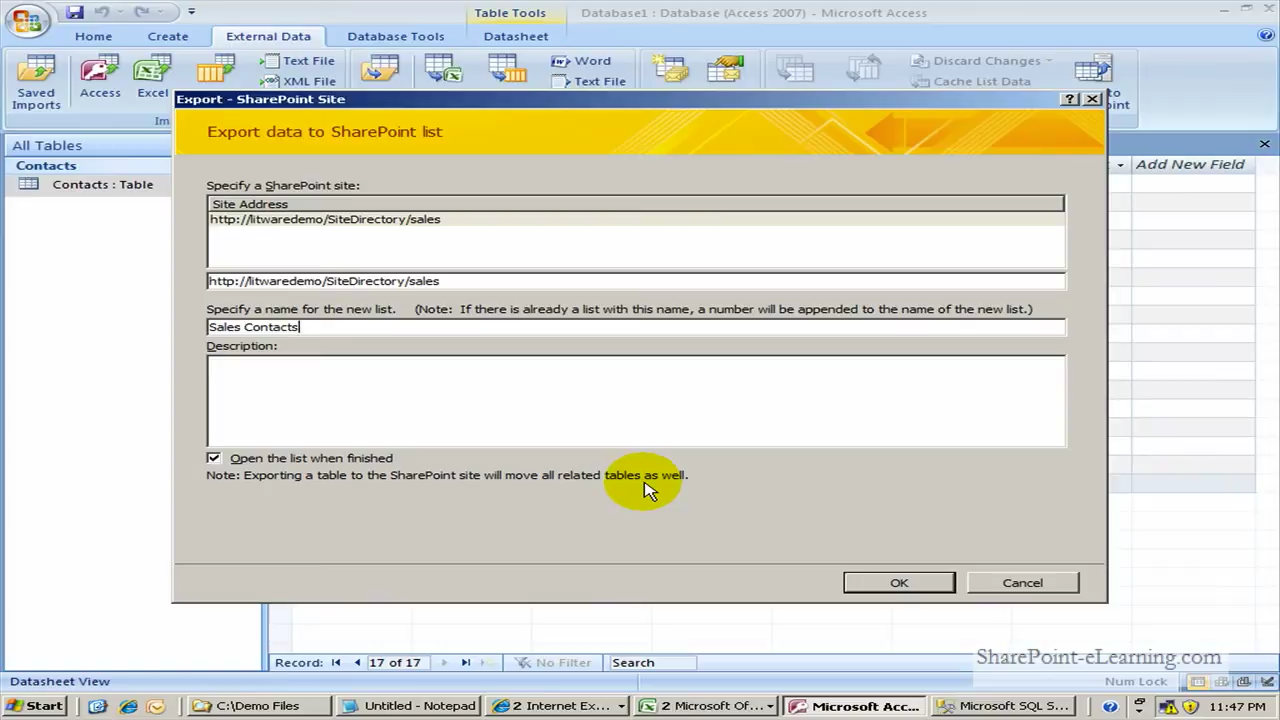 Table Tools
Database1 : Database (Access 2007) - Microsoft Access
Home
Create
External Data
Database Tools
Datasheet
Saved
Imports
Access
Excel
Text File
XML File
Word
Text File
Discard Changes
Cache List Data
Im
to
point
Export - SharePoint Site
Export data to SharePoint list
All Tables
Contacts
Contacts : Table
Add New Field
Specify a SharePoint site:
Site Address
http://litwaredemo/SiteDirectory/sales
http://litwaredemo/SiteDirectory/sales
Specify a name for the new list. (Note: If there is already a list with this name, a number will be appended to the name of the new list.)
Sales Contacts
Description:
Open the list when finished
Note: Exporting a table to the SharePoint site will move all related tables as well.
OK
Cancel
Record:
17 of 17
No Filter
Search
SharePoint-eLearning.com
Datasheet View
Num Lock
Start
C:\Demo Files
Untitled - Notepad
2 Internet Ex...
2 Microsoft Of...
Microsoft Acc...
Microsoft SQL S...
11:47 PM